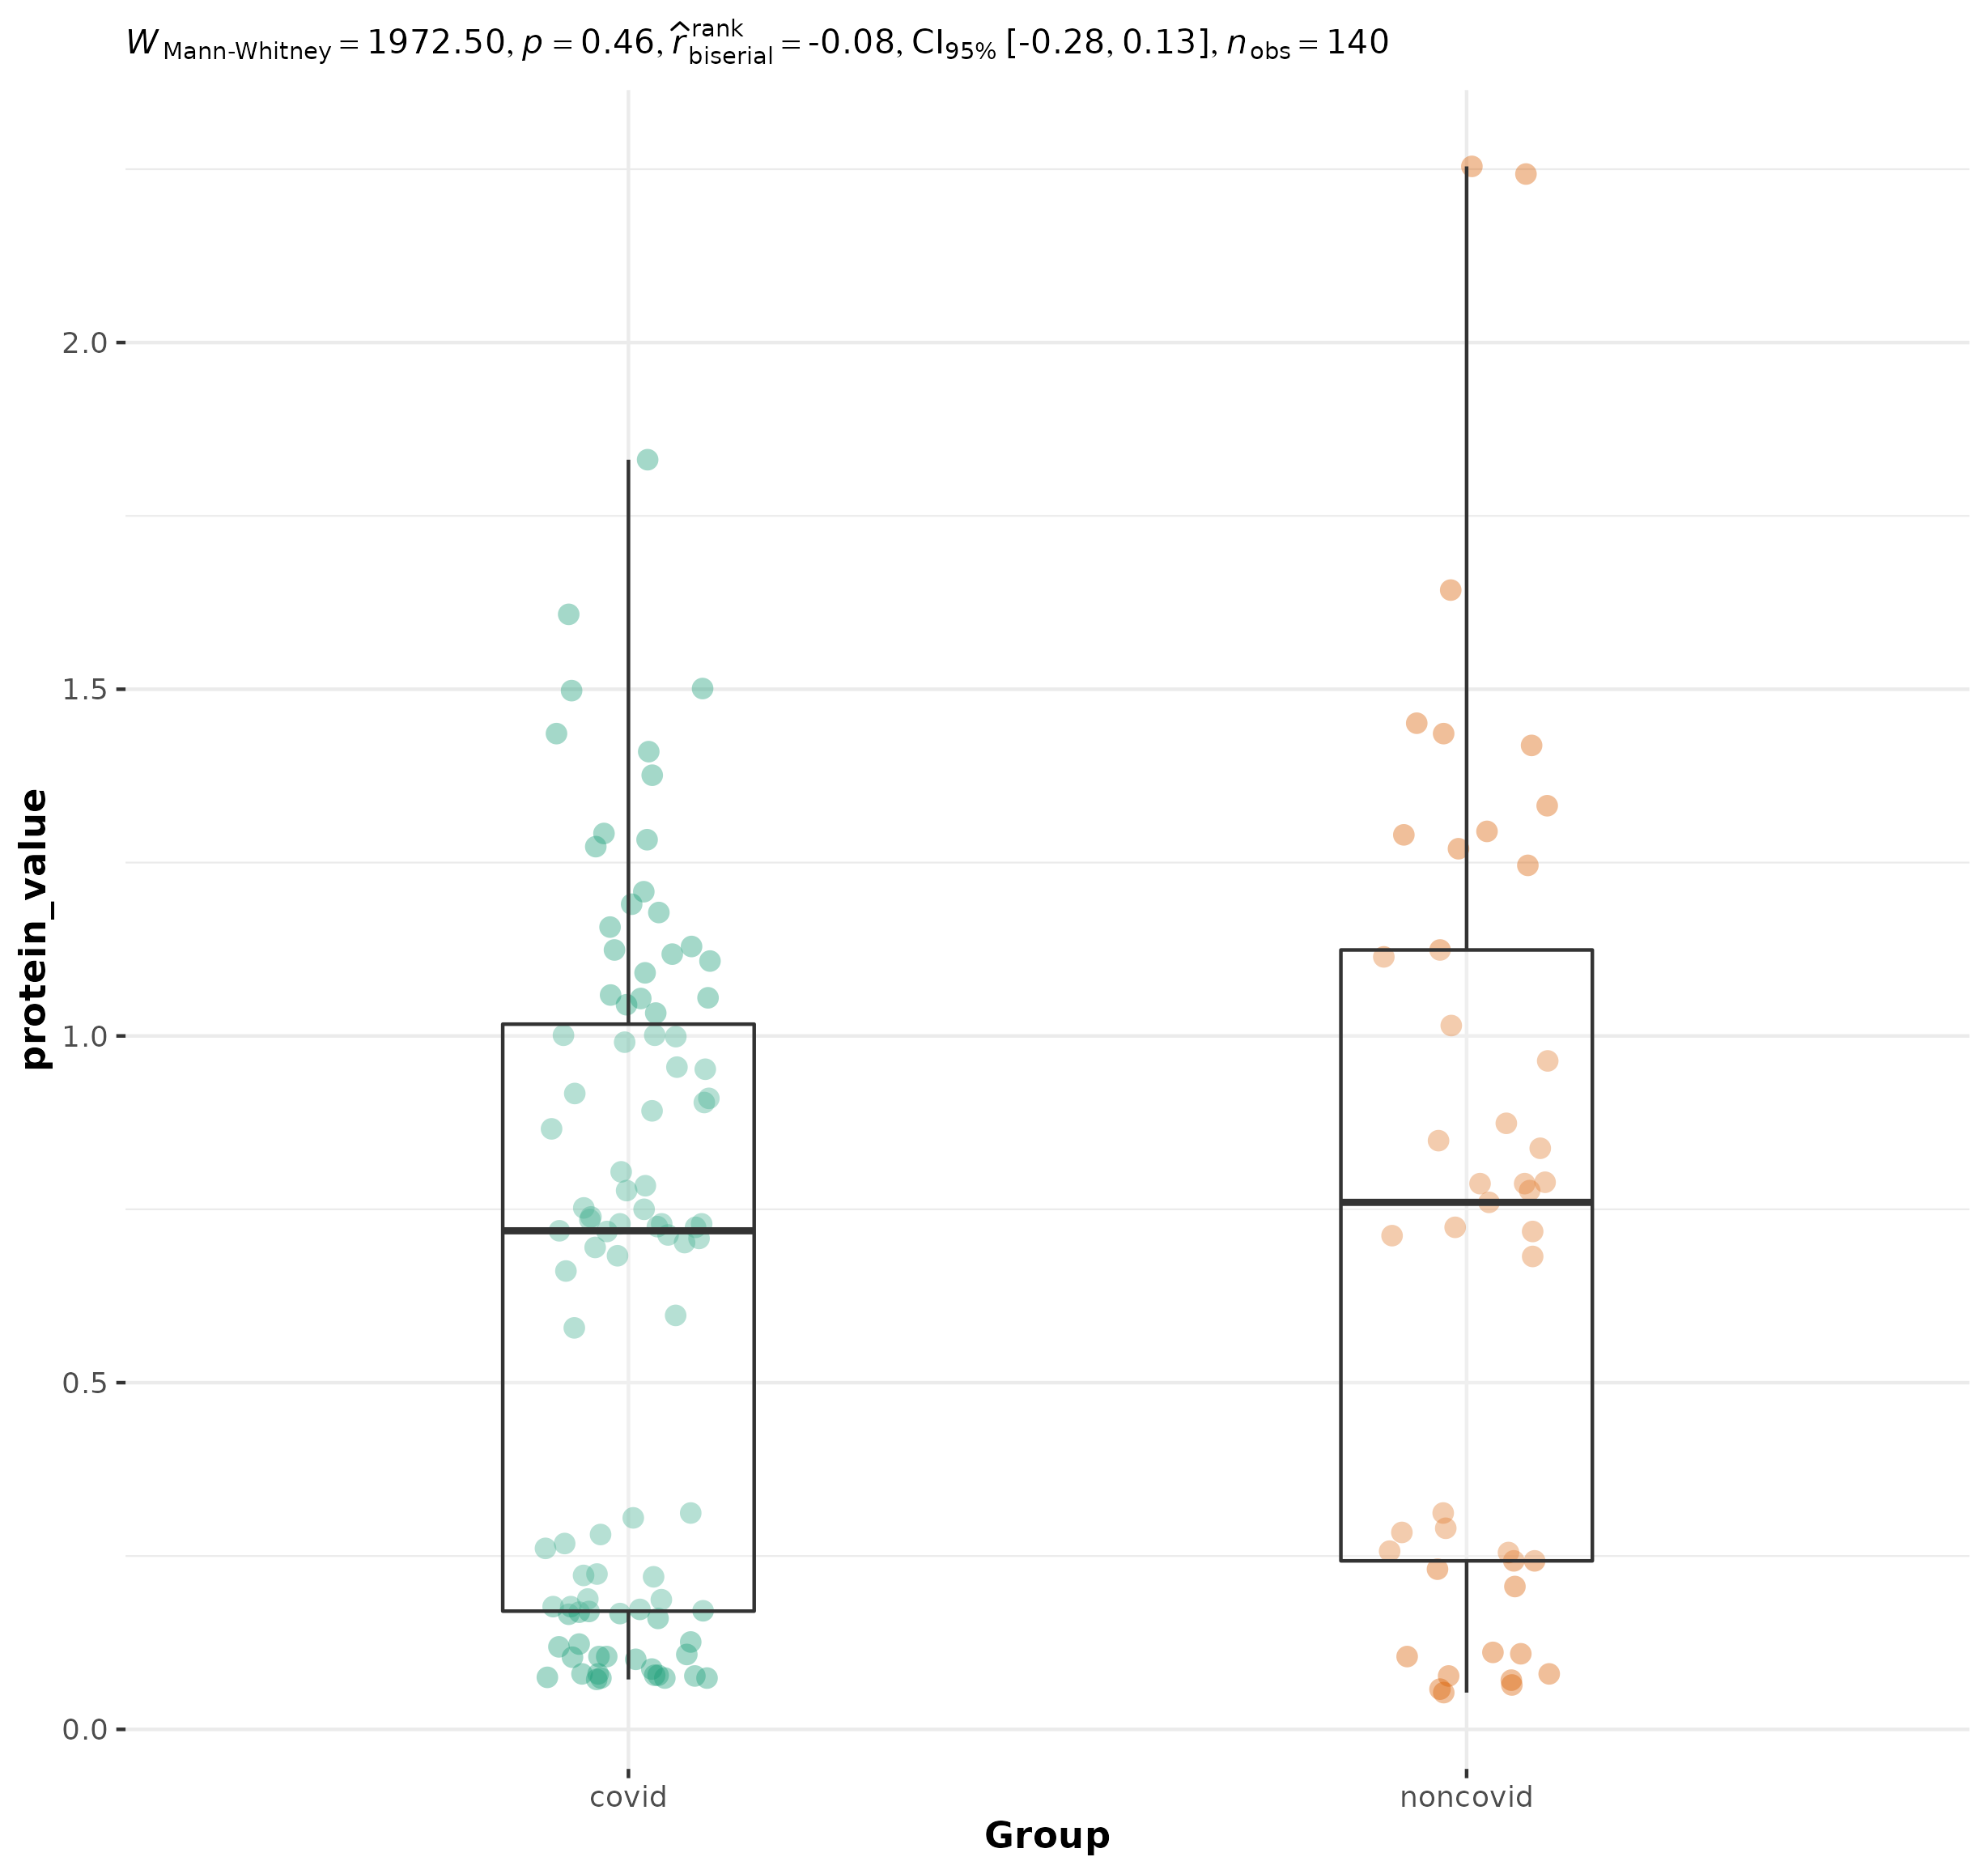 W Mann-Whitney = 1972.50, p = 0.46, r̂ rank biserial = -0.08, CI95% [-0.28, 0.13], nobs = 140
2.0
1.5
1.0
0.5
0.0
protein_value
covid noncovid
Group